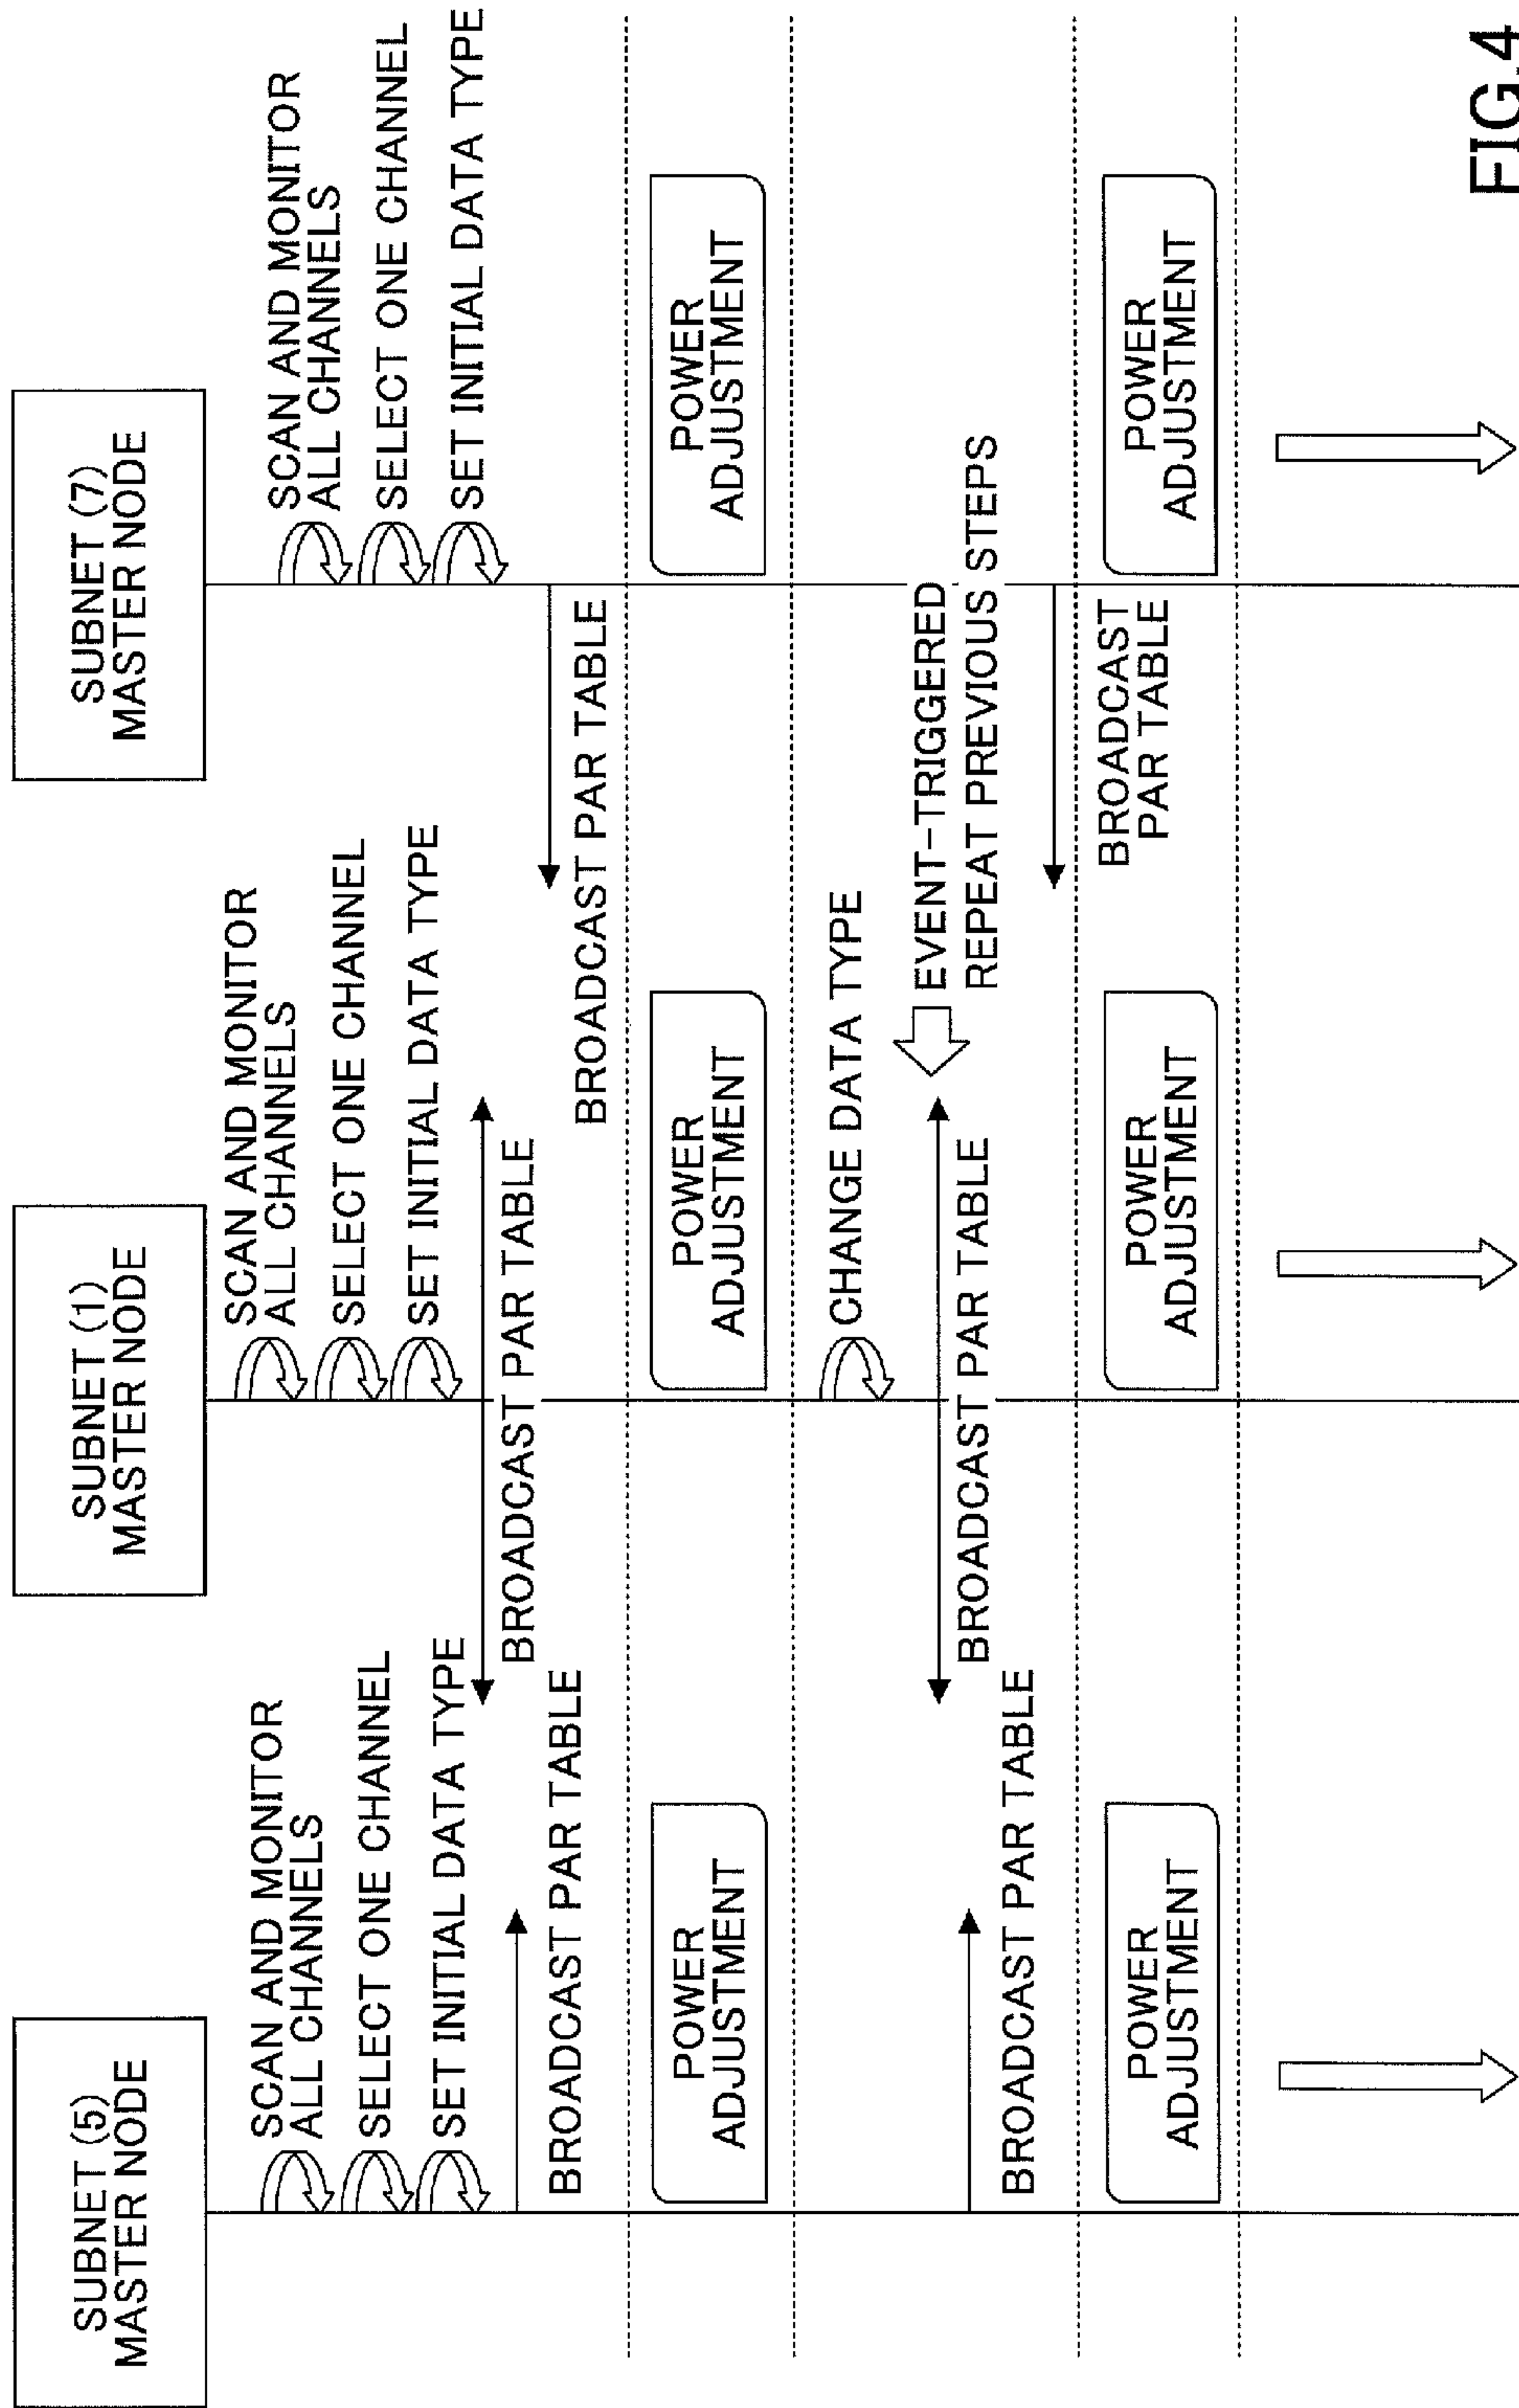 SUBNET (5)
MASTER NODE
SUBNET (1)
MASTER NODE
SUBNET (7)
MASTER NODE
SCAN AND MONITOR
ALL CHANNELS
SELECT ONE CHANNEL
SET INITIAL DATA TYPE
SCAN AND MONITOR
ALL CHANNELS
SELECT ONE CHANNEL
SET INITIAL DATA TYPE
SCAN AND MONITOR
ALL CHANNELS
SELECT ONE CHANNEL
SET INITIAL DATA TYPE
BROADCAST PAR TABLE
BROADCAST PAR TABLE
BROADCAST PAR TABLE
POWER
ADJUSTMENT
POWER
ADJUSTMENT
POWER
ADJUSTMENT
CHANGE DATA TYPE
EVENT-TRIGGERED
REPEAT PREVIOUS STEPS
BROADCAST PAR TABLE
BROADCAST PAR TABLE
BROADCAST
PAR TABLE
POWER
ADJUSTMENT
POWER
ADJUSTMENT
POWER
ADJUSTMENT
FIG.4